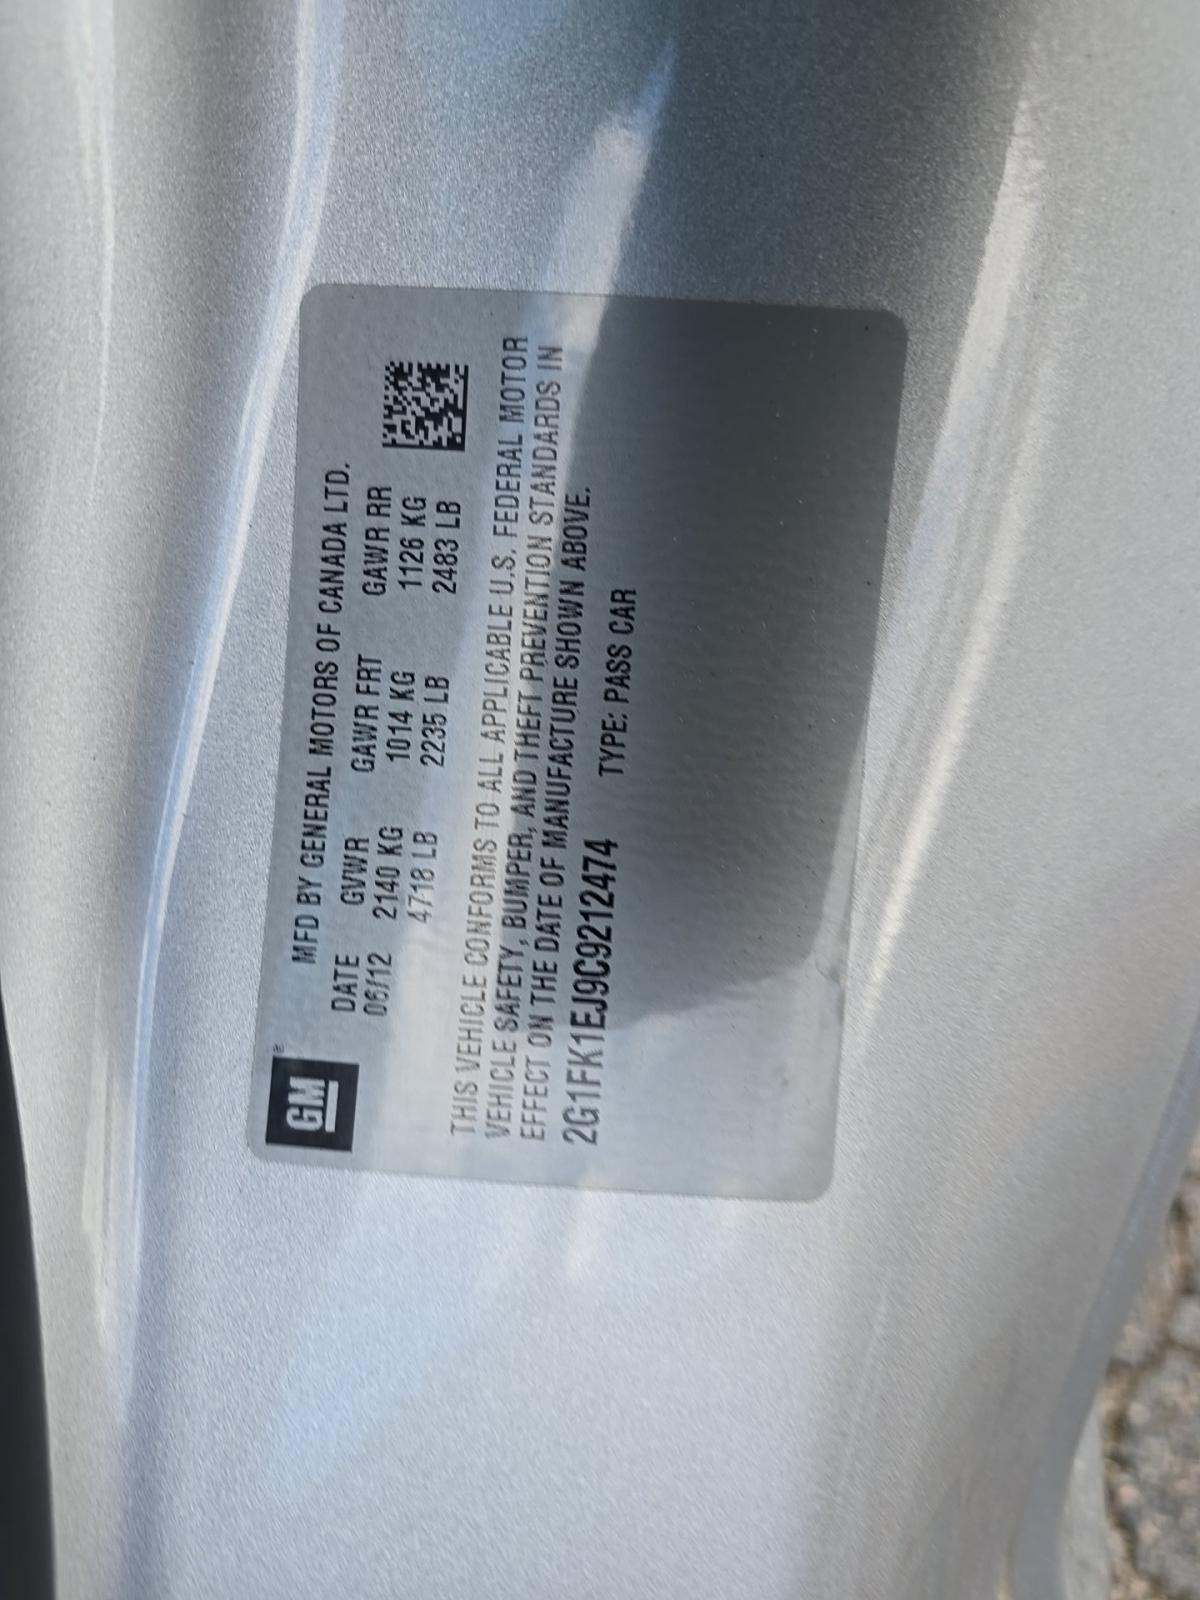 GM®
MFD BY GENERAL MOTORS OF CANADA LTD.
DATE GVWR GAWR FRT GAWR RR
06/12 2140 KG 1014 KG 1126 KG
4718 LB 2235 LB 2483 LB
THIS VEHICLE CONFORMS TO ALL APPLICABLE U.S. FEDERAL MOTOR
VEHICLE SAFETY, BUMPER, AND THEFT PREVENTION STANDARDS IN
EFFECT ON THE DATE OF MANUFACTURE SHOWN ABOVE.
2G1FK1EJ9C9212474 TYPE: PASS CAR